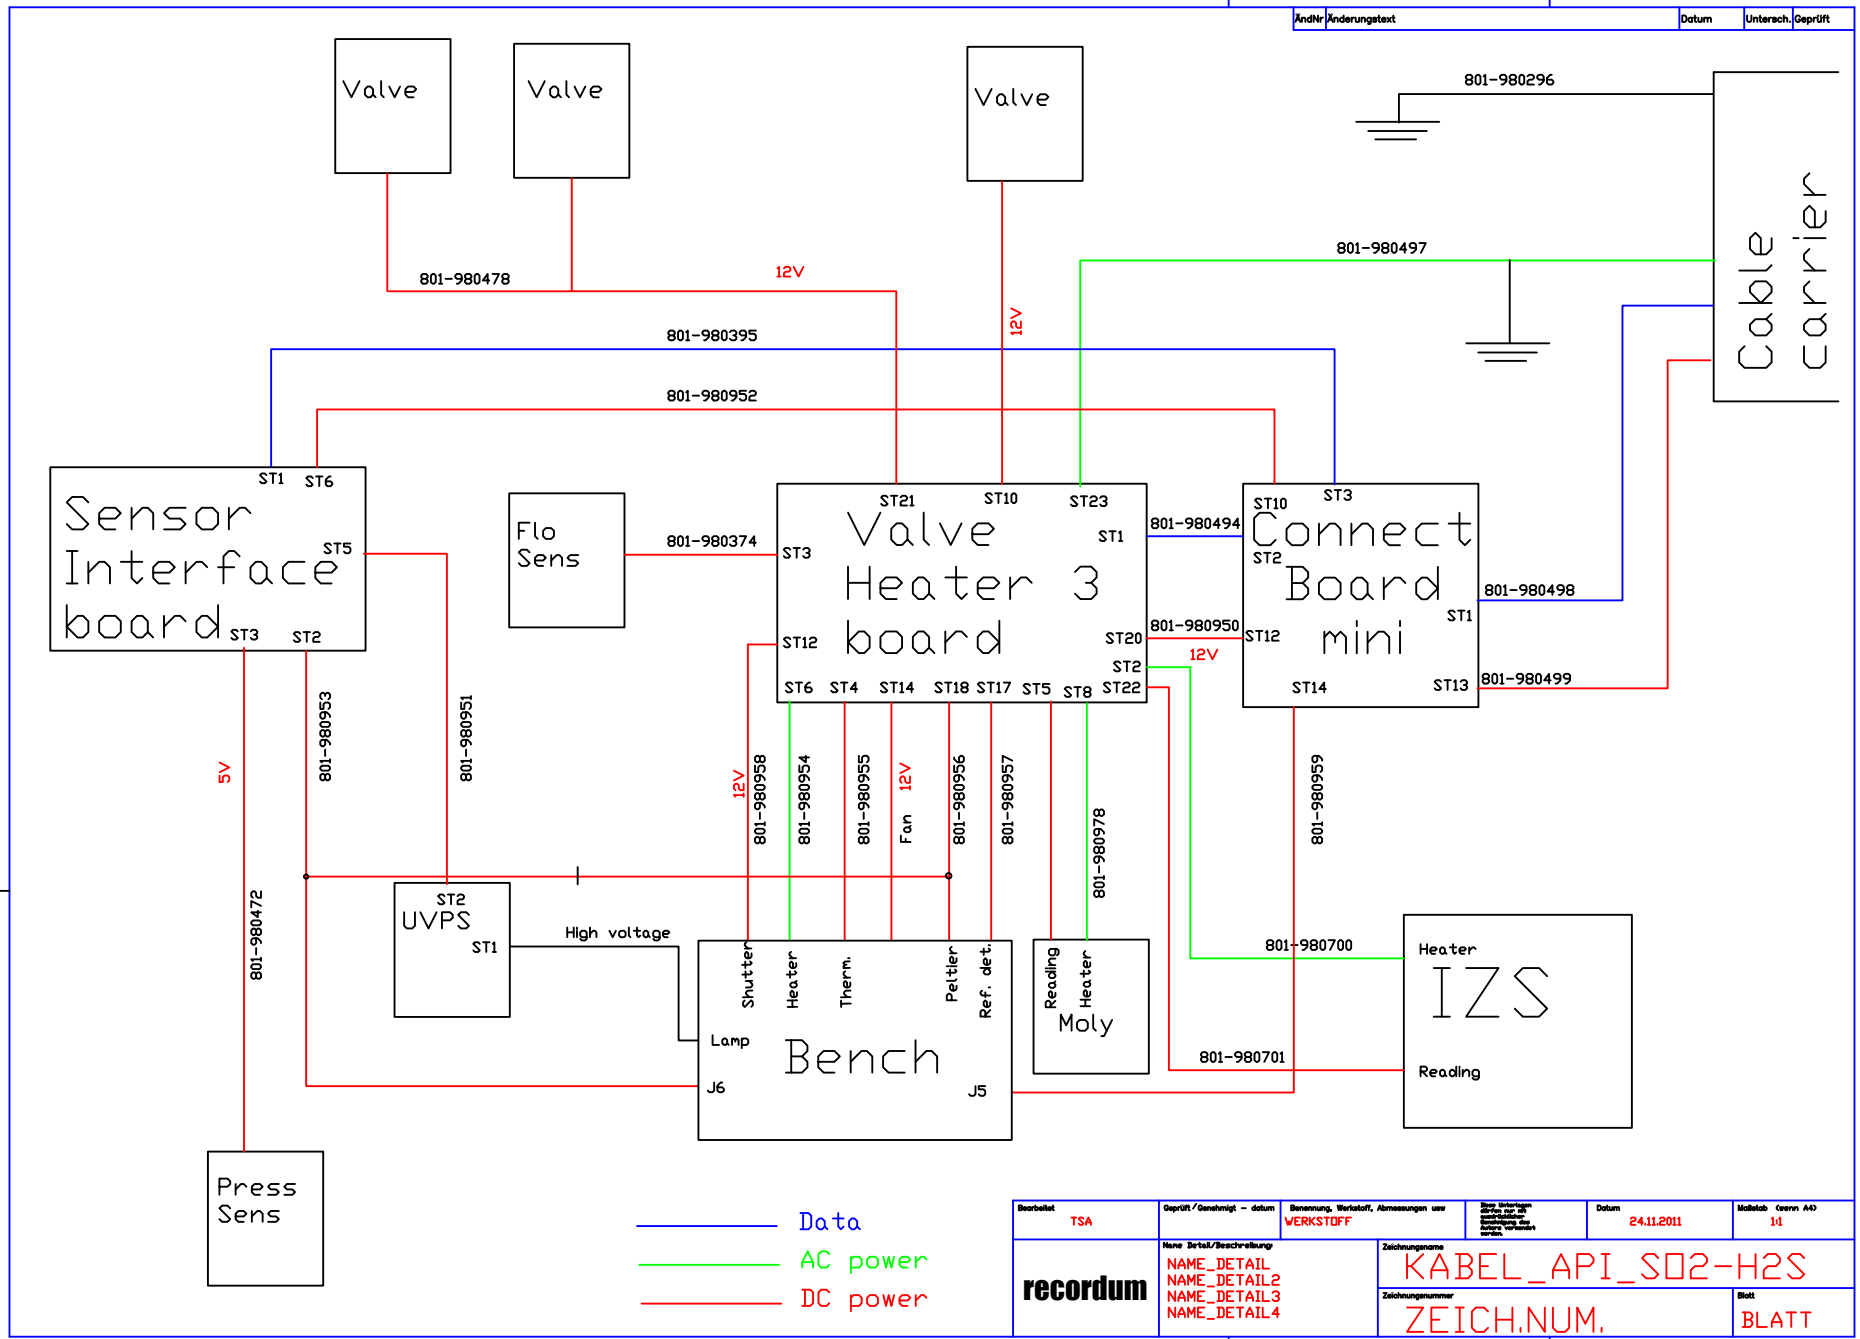 ÄndNr Änderungstext Datum Untersch. Geprüft
801-980296
Valve
Valve
Valve
Cable
carrier
801-980497
801-980478
12V
12V
801-980395
801-980952
ST1 ST6
Sensor
Interface
board
ST5
ST3 ST2
Flo
Sens
801-980374
ST21 ST10 ST23
ST1
ST3
Valve
Heater 3
board
ST12
ST20
ST2
ST22
ST6 ST4 ST14 ST18 ST17 ST5 ST8
801-980494
801-980950
12V
ST10 ST3
Connect
ST2
Board
mini
ST12
ST1
ST14 ST13
801-980498
801-980499
5V
801-980953
801-980951
12V
801-980958
801-980954
801-980955
Fan 12V
801-980956
801-980957
801-980978
801-980959
801-980472
ST2
UVPS
ST1
High voltage
Shutter
Heater
Therm.
Peltier
Ref. det.
Lamp
Bench
J6
J5
Reading
Heater
Moly
801-980700
801-980701
Heater
IZS
Reading
Press
Sens
Data
AC power
DC power
Bearbeitet
TSA
Geprüft/Genehmigt - datum
Benennung, Werkstoff, Abmessungen usw
WERKSTOFF
Datum
24.11.2011
Maßstab (wenn A4)
1:1
recordum
Name Detail/Beschreibung
NAME_DETAIL
NAME_DETAIL2
NAME_DETAIL3
NAME_DETAIL4
Zeichnungsname
KABEL_API_SO2-H2S
Zeichnungsnummer
ZEICH.NUM.
Blatt
BLATT